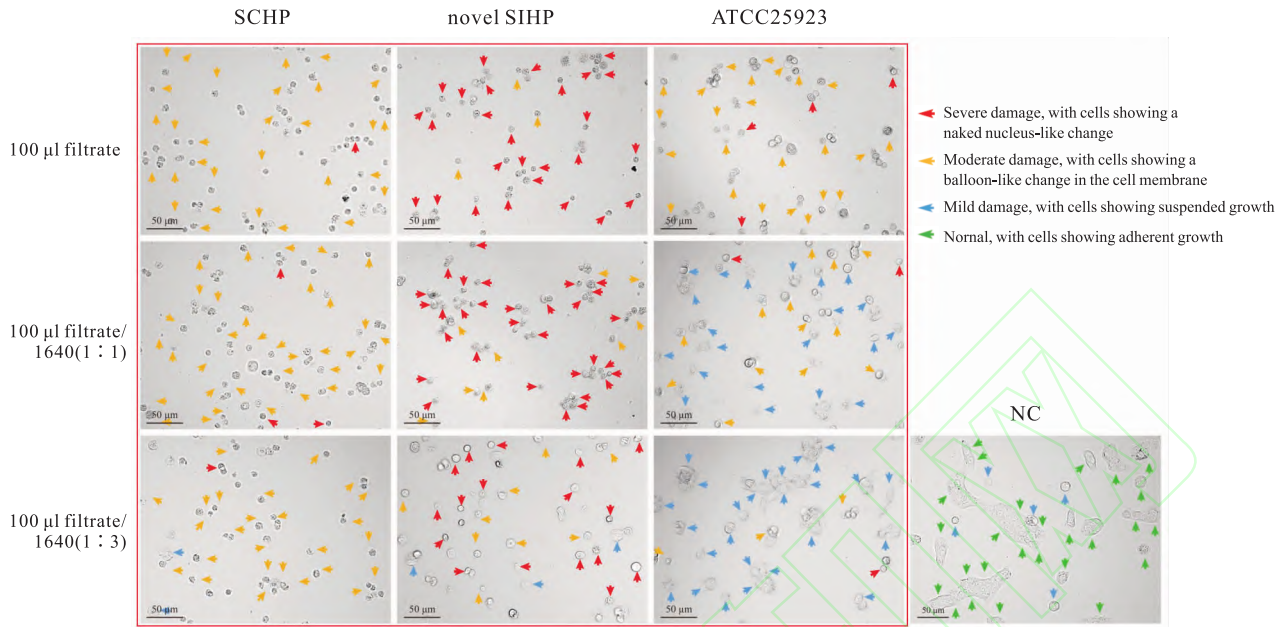 SCHP
novel SIHP
ATCC25923
100 μl filtrate
50 μm
50 μm
50 μm
Severe damage, with cells showing a
naked nucleus-like change
Moderate damage, with cells showing a
balloon-like change in the cell membrane
Mild damage, with cells showing suspended growth
Nornal, with cells showing adherent growth
100 μl filtrate/
1640(1∶1)
50 μm
50 μm
50 μm
NC
100 μl filtrate/
1640(1∶3)
50 μm
50 μm
50 μm
50 μm